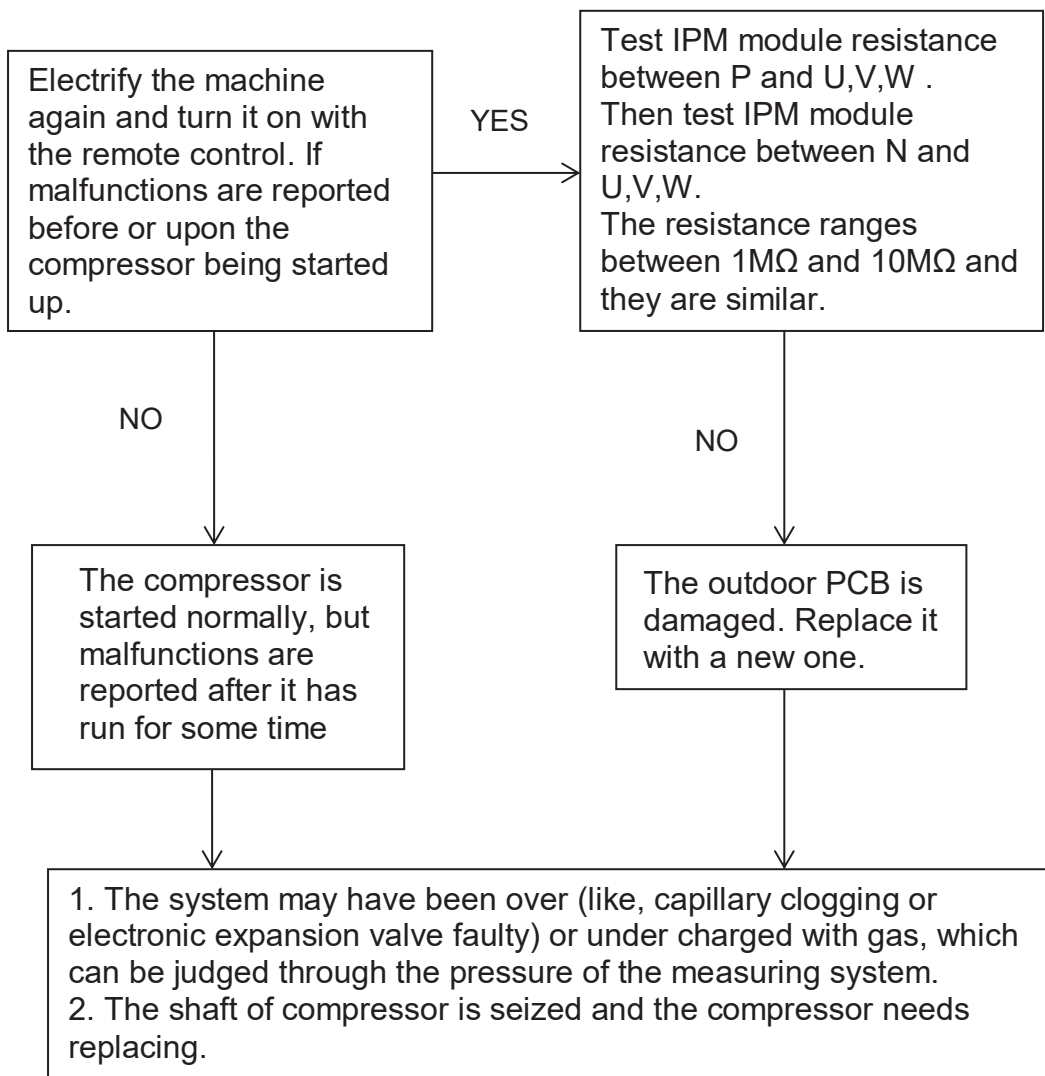 Electrify the machine
again and turn it on with
the remote control. If
malfunctions are reported
before or upon the
compressor being started
up.
YES
Test IPM module resistance
between P and U,V,W .
Then test IPM module
resistance between N and
U,V,W.
The resistance ranges
between 1MΩ and 10MΩ and
they are similar.
NO
NO
The compressor is
started normally, but
malfunctions are
reported after it has
run for some time
The outdoor PCB is
damaged. Replace it
with a new one.
1. The system may have been over (like, capillary clogging or
electronic expansion valve faulty) or under charged with gas, which
can be judged through the pressure of the measuring system.
2. The shaft of compressor is seized and the compressor needs
replacing.